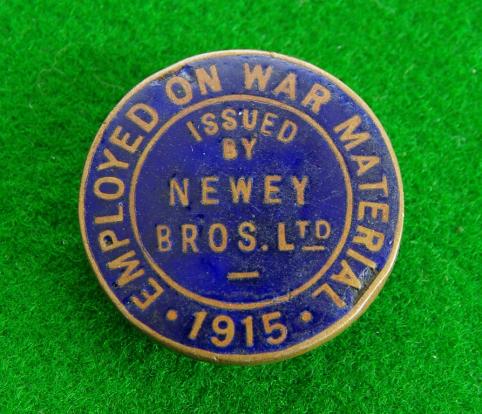 EMPLOYED ON WAR MATERIAL
ISSUED
BY
NEWEY
BROS. LTD
· 1915 ·